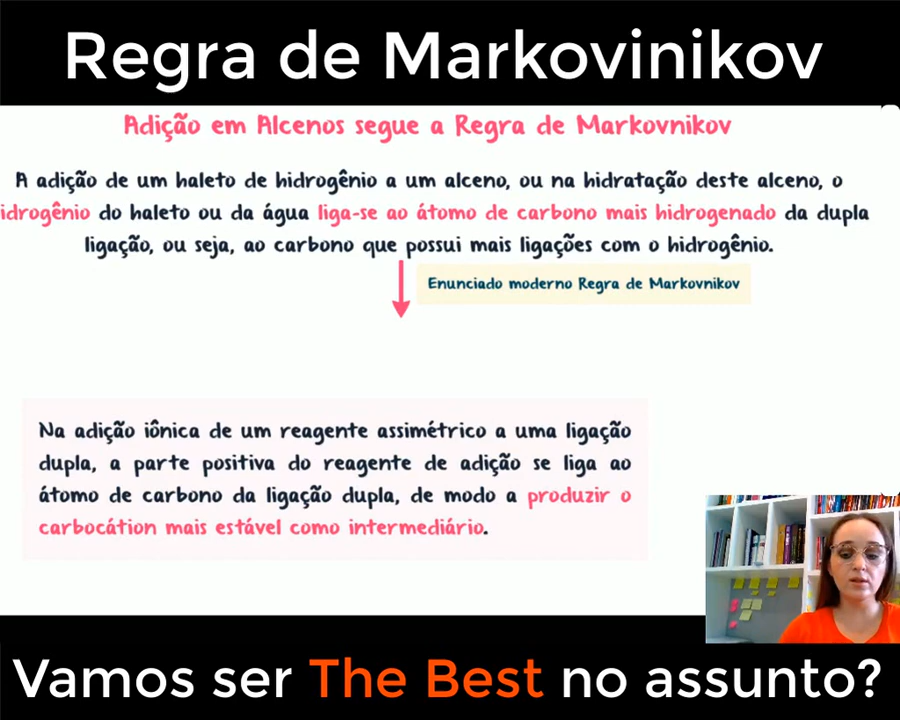 Regra de Markovinikov
Adição em Alcenos segue a Regra de Markovnikov
A adição de um haleto de hidrogênio a um alceno, ou na hidratação deste alceno, o
idrogênio do haleto ou da água liga-se ao átomo de carbono mais hidrogenado da dupla
ligação, ou seja, ao carbono que possui mais ligações com o hidrogênio.
Enunciado moderno Regra de Markovnikov
Na adição iônica de um reagente assimétrico a uma ligação
dupla, a parte positiva do reagente de adição se liga ao
átomo de carbono da ligação dupla, de modo a produzir o
carbocátion mais estável como intermediário.
Vamos ser The Best no assunto?